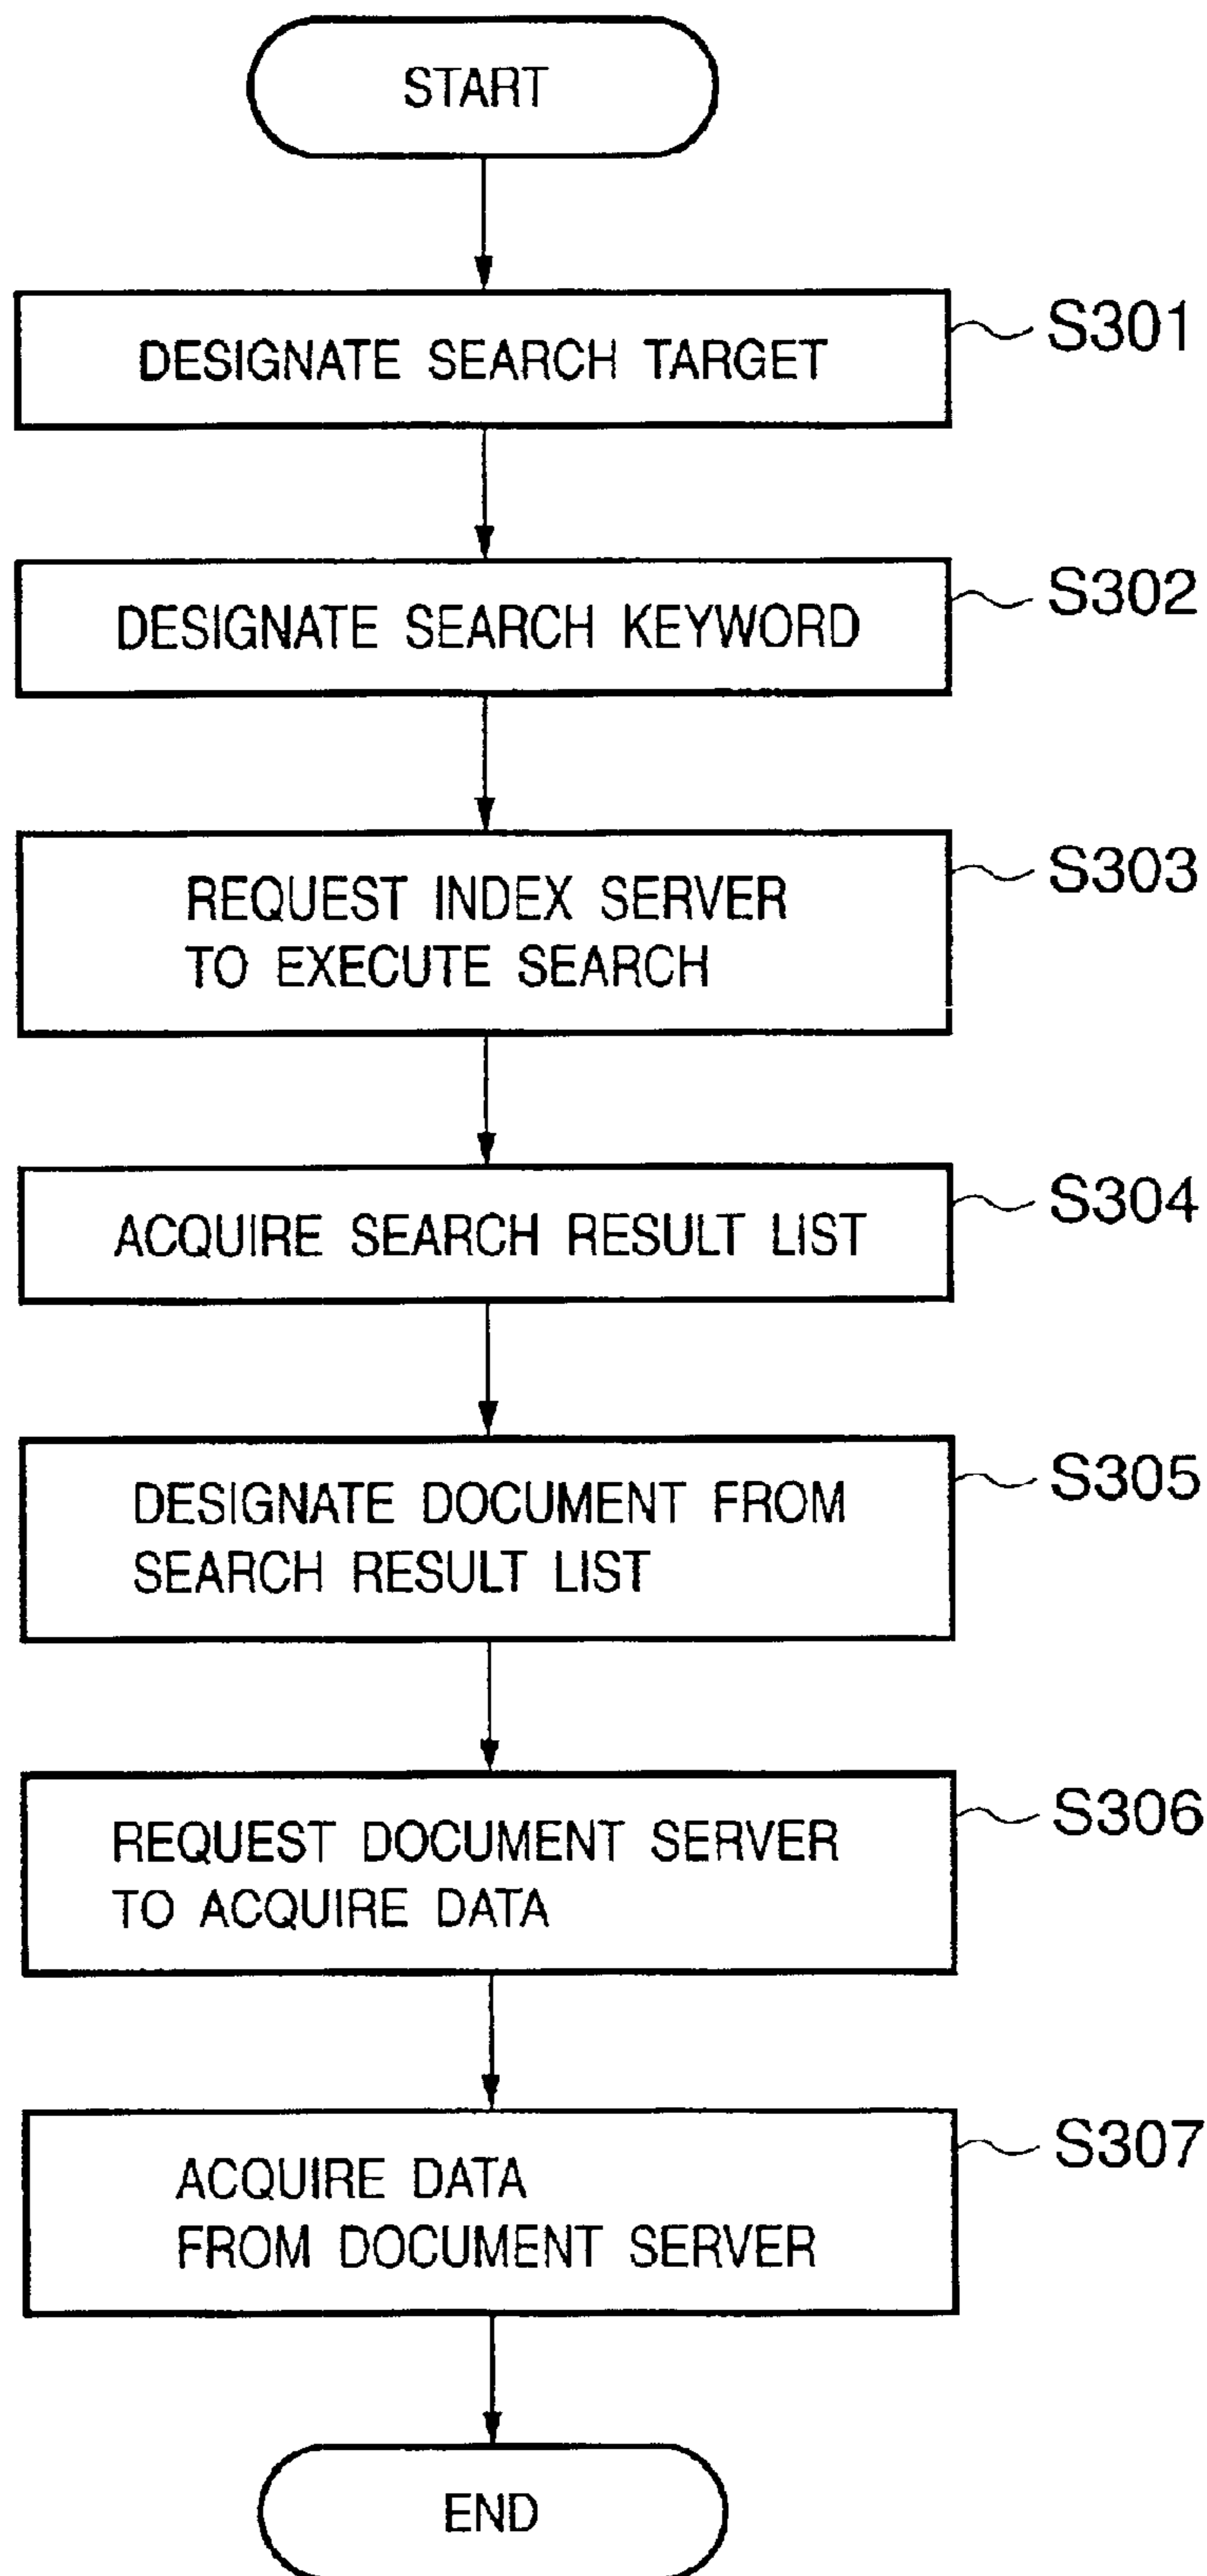 START
DESIGNATE SEARCH TARGET
S301
DESIGNATE SEARCH KEYWORD
S302
REQUEST INDEX SERVER
TO EXECUTE SEARCH
S303
ACQUIRE SEARCH RESULT LIST
S304
DESIGNATE DOCUMENT FROM
SEARCH RESULT LIST
S305
REQUEST DOCUMENT SERVER
TO ACQUIRE DATA
S306
ACQUIRE DATA
FROM DOCUMENT SERVER
S307
END